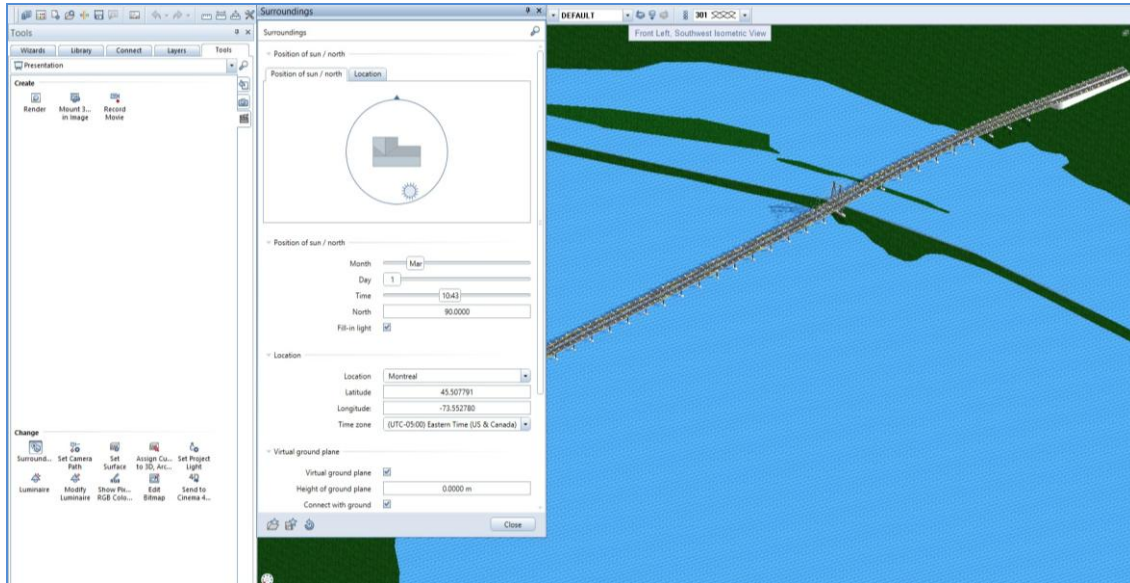 Surroundings
DEFAULT
301
Front Left, Southwest Isometric View
Tools
Wizards
Library
Connect
Layers
Tools
Presentation
Create
Render
Mount 3...
in Image
Record
Movie
Change
Surround...
Set Camera
Path
Set
Surface
Assign Cu...
to 3D, Arc...
Set Project
Light
Luminaire
Modify
Luminaire
Show Pix...
RGB Colo...
Edit
Bitmap
Send to
Cinema 4...
Surroundings
Position of sun / north
Position of sun / north
Location
Position of sun / north
Month
Mar
Day
1
Time
10:43
North
90.0000
Fill-in light
Location
Location
Montreal
Latitude
45.507791
Longitude:
-73.552780
Time zone
(UTC-05:00) Eastern Time (US & Canada)
Virtual ground plane
Virtual ground plane
Height of ground plane
0.0000 m
Connect with ground
Close